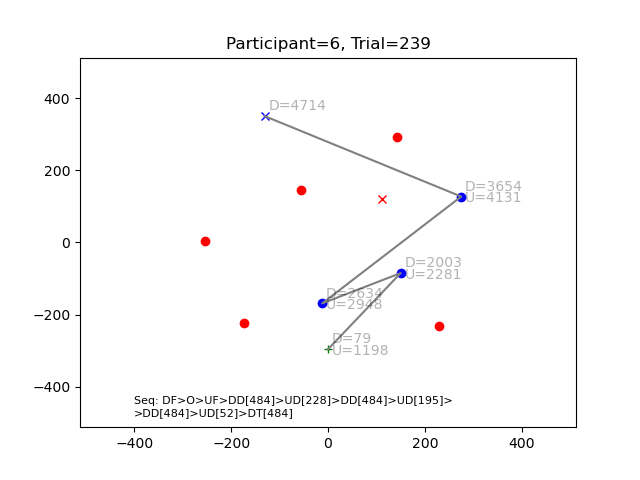 Participant=6, Trial=239
D=4714
D=3654
U=4131
D=2003
U=2281
D=2634
U=2948
D=79
U=1198
Seq: DF>O>UF>DD[484]>UD[228]>DD[484]>UD[195]>
>DD[484]>UD[52]>DT[484]
400
200
0
−200
−400
−400
−200
0
200
400